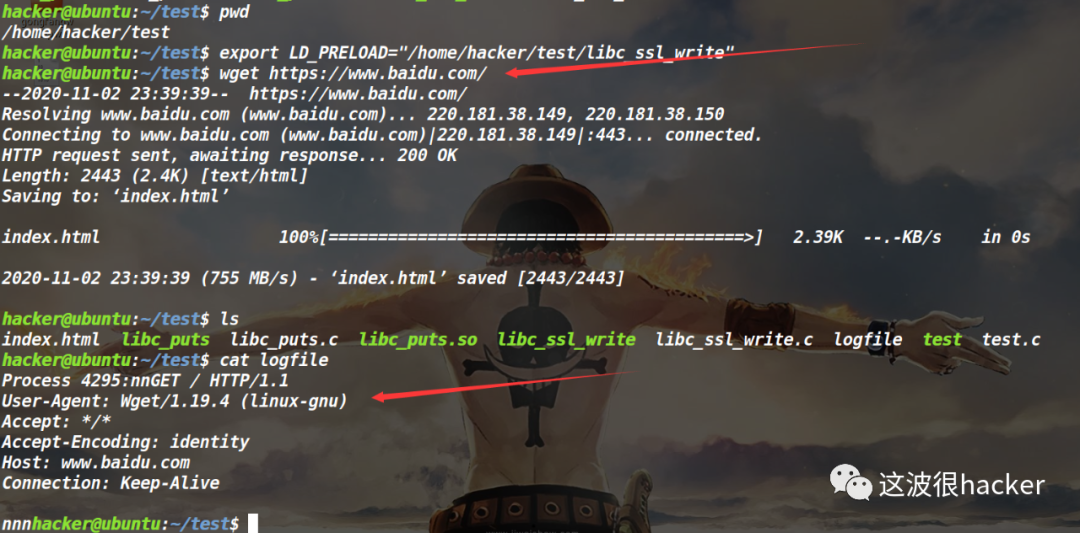 hacker@ubuntu:~/test$ pwd
/home/hacker/test
hacker@ubuntu:~/test$ export LD_PRELOAD="/home/hacker/test/libc_ssl_write"
hacker@ubuntu:~/test$ wget https://www.baidu.com/
--2020-11-02 23:39:39--  https://www.baidu.com/
Resolving www.baidu.com (www.baidu.com)... 220.181.38.149, 220.181.38.150
Connecting to www.baidu.com (www.baidu.com)|220.181.38.149|:443... connected.
HTTP request sent, awaiting response... 200 OK
Length: 2443 (2.4K) [text/html]
Saving to: ‘index.html’
index.html 100%[==========================================>] 2.39K --.-KB/s in 0s
2020-11-02 23:39:39 (755 MB/s) - ‘index.html’ saved [2443/2443]
hacker@ubuntu:~/test$ ls
index.html libc_puts libc_puts.c libc_puts.so libc_ssl_write libc_ssl_write.c logfile test test.c
hacker@ubuntu:~/test$ cat logfile
Process 4295:nnGET / HTTP/1.1
User-Agent: Wget/1.19.4 (linux-gnu)
Accept: */*
Accept-Encoding: identity
Host: www.baidu.com
Connection: Keep-Alive
这波很hacker
nnnhacker@ubuntu:~/test$